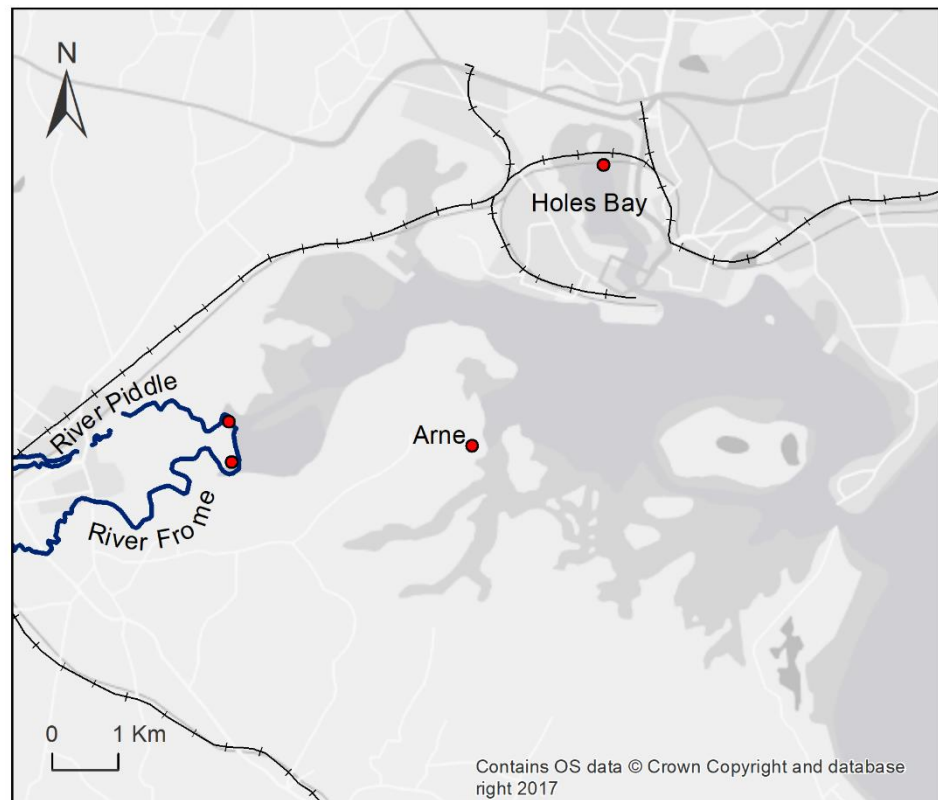 N
Holes Bay
River Piddle
Arne
River Frome
0 1 Km
Contains OS data © Crown Copyright and database
right 2017